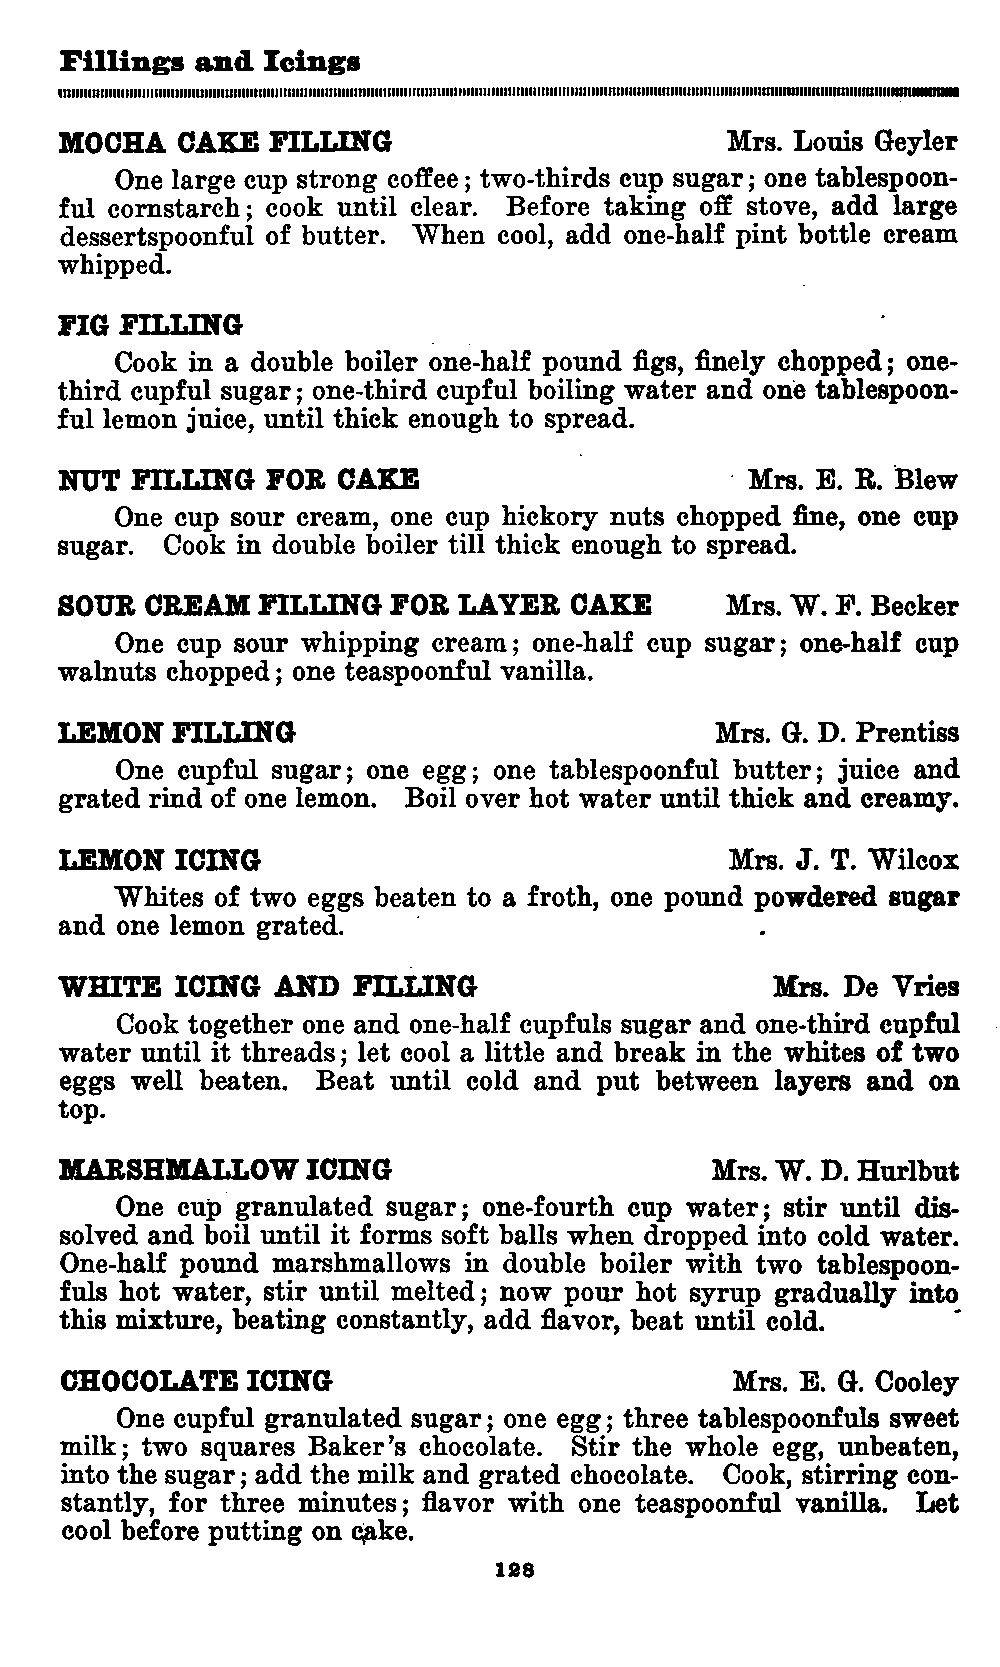 Fillings and Icings
MOCHA CAKE FILLING Mrs. Louis Geyler
One large cup strong coffee; two-thirds cup sugar; one tablespoon-
ful cornstarch; cook until clear. Before taking off stove, add large
dessertspoonful of butter. When cool, add one-half pint bottle cream
whipped.
FIG FILLING
Cook in a double boiler one-half pound figs, finely chopped; one-
third cupful sugar; one-third cupful boiling water and one tablespoon-
ful lemon juice, until thick enough to spread.
NUT FILLING FOR CAKE Mrs. E. R. Blew
One cup sour cream, one cup hickory nuts chopped fine, one cup
sugar. Cook in double boiler till thick enough to spread.
SOUR CREAM FILLING FOR LAYER CAKE Mrs. W. F. Becker
One cup sour whipping cream; one-half cup sugar; one-half cup
walnuts chopped; one teaspoonful vanilla.
LEMON FILLING Mrs. G. D. Prentiss
One cupful sugar; one egg; one tablespoonful butter; juice and
grated rind of one lemon. Boil over hot water until thick and creamy.
LEMON ICING Mrs. J. T. Wilcox
Whites of two eggs beaten to a froth, one pound powdered sugar
and one lemon grated.
WHITE ICING AND FILLING Mrs. De Vries
Cook together one and one-half cupfuls sugar and one-third cupful
water until it threads; let cool a little and break in the whites of two
eggs well beaten. Beat until cold and put between layers and on
top.
MARSHMALLOW ICING Mrs. W. D. Hurlbut
One cup granulated sugar; one-fourth cup water; stir until dis-
solved and boil until it forms soft balls when dropped into cold water.
One-half pound marshmallows in double boiler with two tablespoon-
fuls hot water, stir until melted; now pour hot syrup gradually into
this mixture, beating constantly, add flavor, beat until cold.
CHOCOLATE ICING Mrs. E. G. Cooley
One cupful granulated sugar; one egg; three tablespoonfuls sweet
milk; two squares Baker's chocolate. Stir the whole egg, unbeaten,
into the sugar; add the milk and grated chocolate. Cook, stirring con-
stantly, for three minutes; flavor with one teaspoonful vanilla. Let
cool before putting on cake.
128